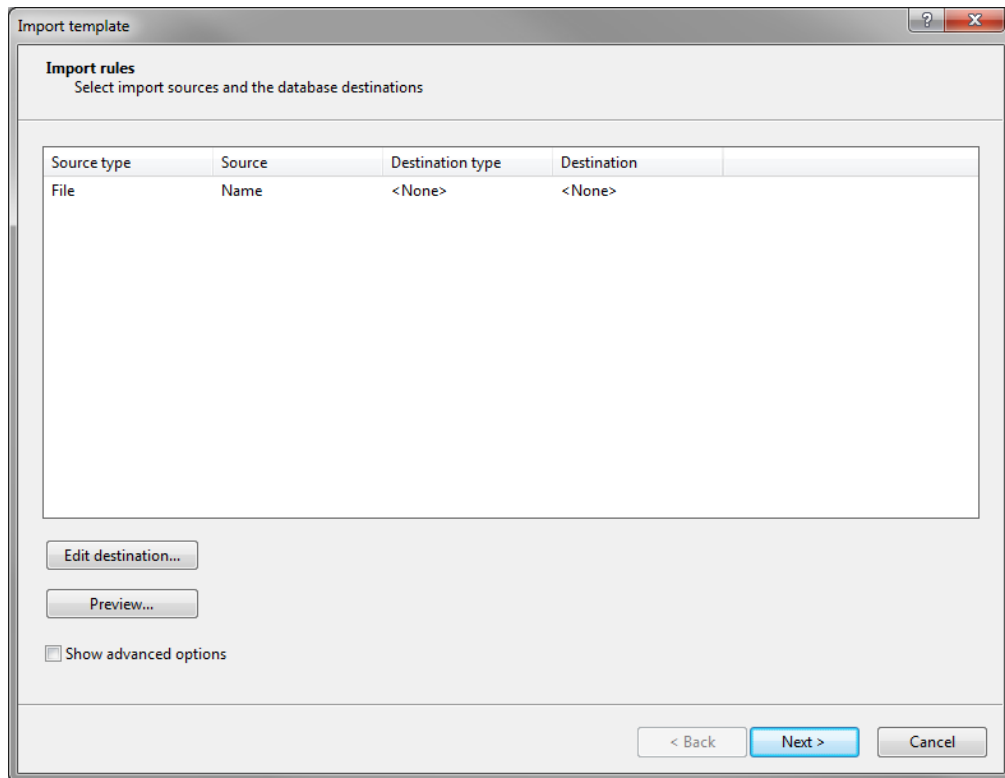 Import template
Import rules
Select import sources and the database destinations
Source type Source Destination type Destination
File Name <None> <None>
Edit destination...
Preview...
Show advanced options
< Back Next > Cancel